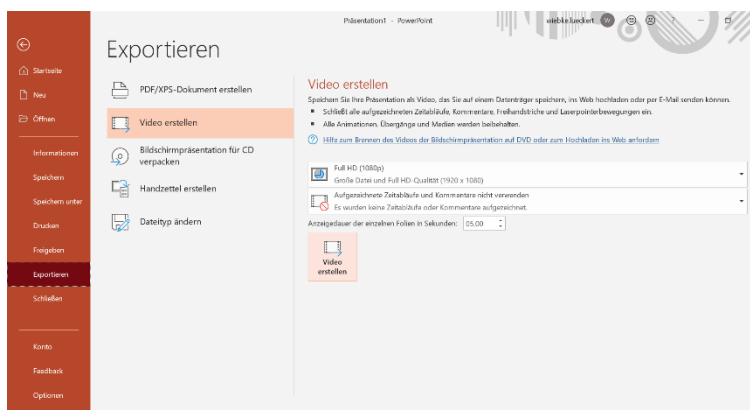 Präsentation1 - PowerPoint
wiebke.lueckert
W
?
Exportieren
Startseite
Neu
Öffnen
Informationen
Speichern
Speichern unter
Drucken
Freigeben
Exportieren
Schließen
Konto
Feedback
Optionen
PDF/XPS-Dokument erstellen
Video erstellen
Bildschirmpräsentation für CD
verpacken
Handzettel erstellen
Dateityp ändern
Video erstellen
Speichern Sie Ihre Präsentation als Video, das Sie auf einem Datenträger speichern, ins Web hochladen oder per E-Mail senden können.
Schließt alle aufgezeichneten Zeitabläufe, Kommentare, Freihandstriche und Laserpointerbewegungen ein.
Alle Animationen, Übergänge und Medien werden beibehalten.
Hilfe zum Brennen des Videos der Bildschirmpräsentation auf DVD oder zum Hochladen ins Web anfordern
Full HD (1080p)
Große Datei und Full HD-Qualität (1920 x 1080)
Aufgezeichnete Zeitabläufe und Kommentare nicht verwenden
Es wurden keine Zeitabläufe oder Kommentare aufgezeichnet.
Anzeigedauer der einzelnen Folien in Sekunden: 05,00
Video
erstellen